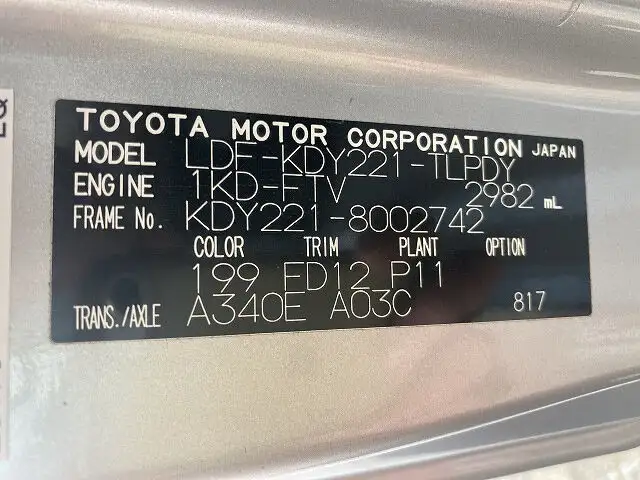 TOYOTA MOTOR CORPORATION JAPAN
MODEL LDF-KDY221-TLPDY
ENGINE 1KD-FTV 2982 mL
FRAME No. KDY221-8002742
COLOR TRIM PLANT OPTION
199 FD12 P11
TRANS./AXLE A340E A03C 817